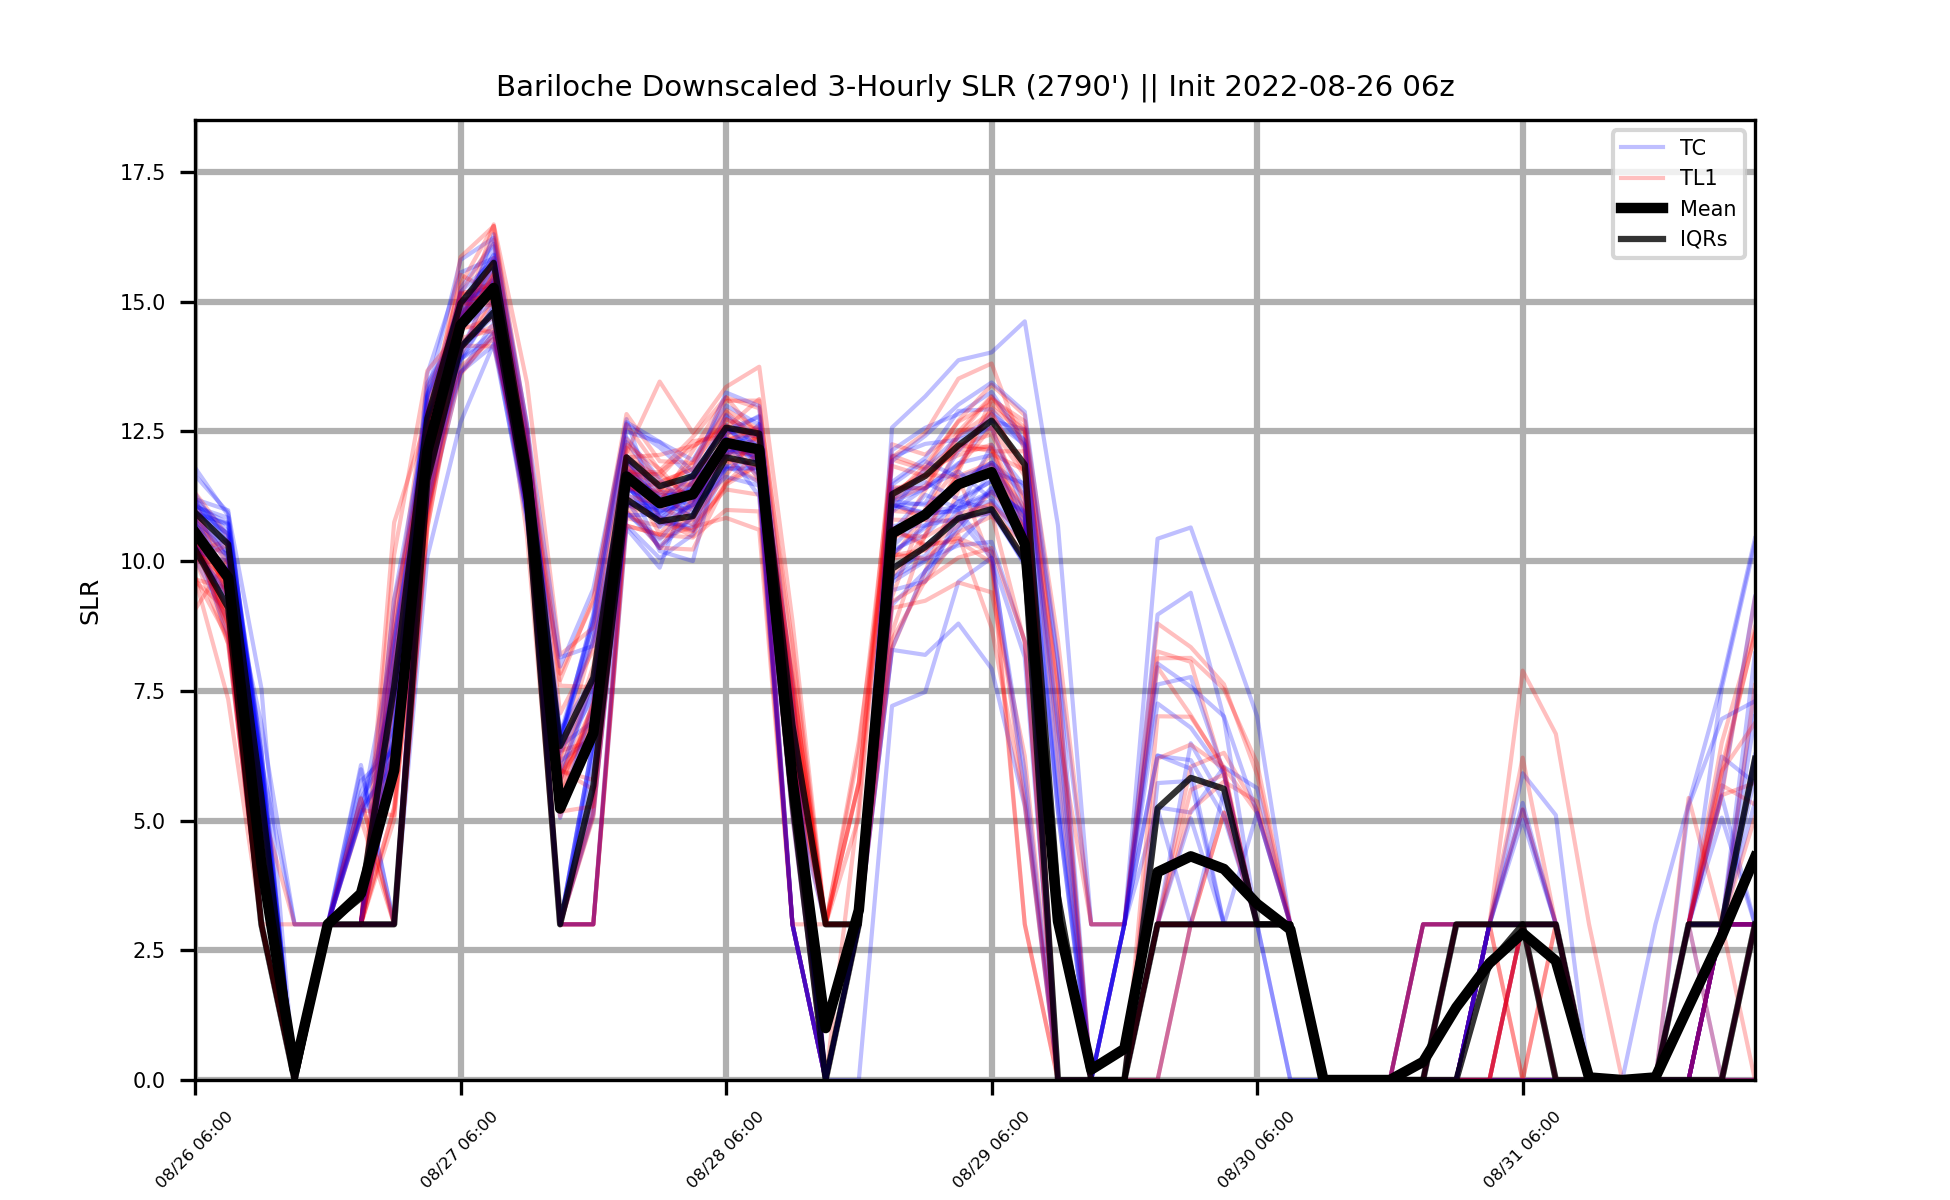 Bariloche Downscaled 3-Hourly SLR (2790') || Init 2022-08-26 06z
TC
TL1
Mean
IQRs
17.5
15.0
12.5
10.0
7.5
5.0
2.5
0.0
SLR
08/26 06:00
08/27 06:00
08/28 06:00
08/29 06:00
08/30 06:00
08/31 06:00